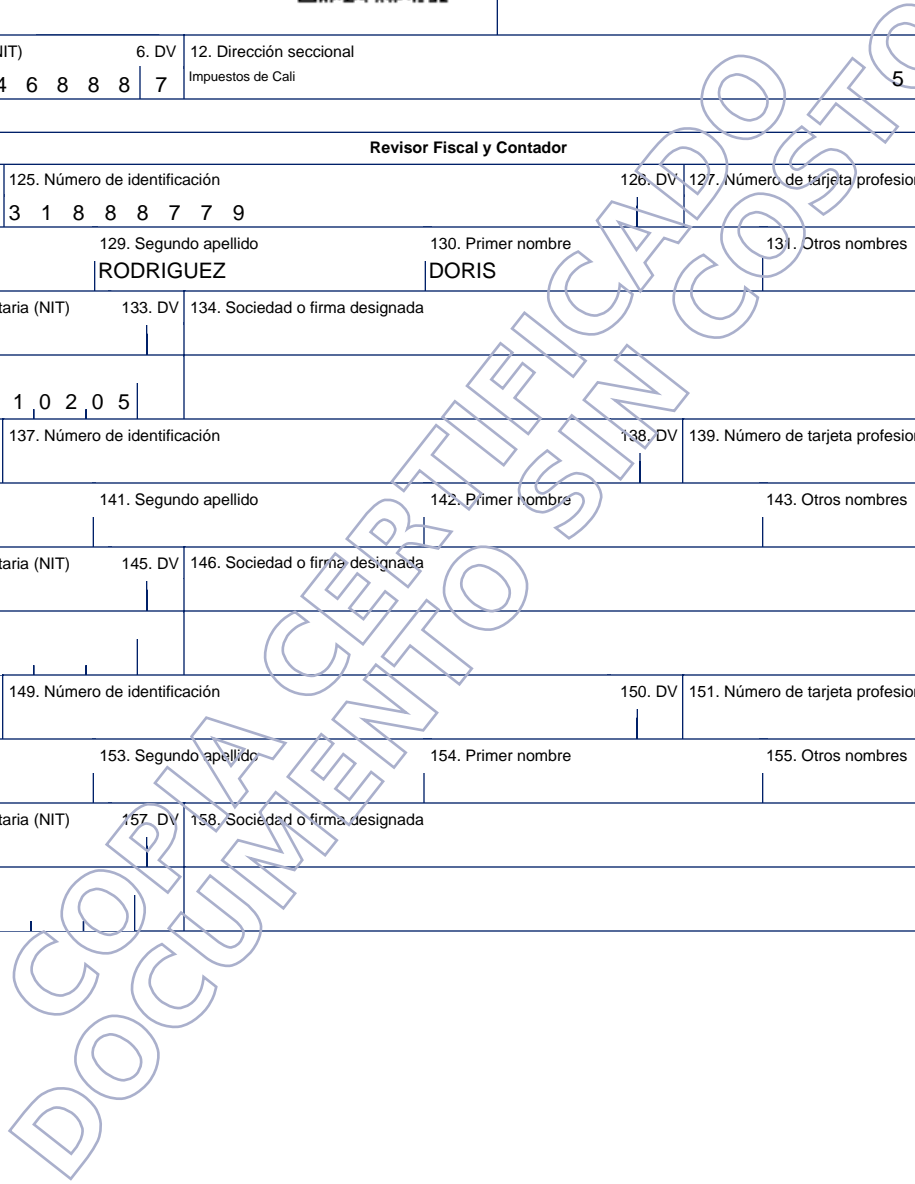 IIT) 6. DV 12. Dirección seccional
4 6 8 8 8 7 Impuestos de Cali 5
Revisor Fiscal y Contador
125. Número de identificación 126. DV 127. Número de tarjeta profesion
3 1 8 8 8 7 7 9
129. Segundo apellido 130. Primer nombre 131. Otros nombres
RODRIGUEZ DORIS
taria (NIT) 133. DV 134. Sociedad o firma designada
1 0 2 0 5
137. Número de identificación 138. DV 139. Número de tarjeta profesion
141. Segundo apellido 142. Primer nombre 143. Otros nombres
taria (NIT) 145. DV 146. Sociedad o firma designada
149. Número de identificación 150. DV 151. Número de tarjeta profesion
153. Segundo apellido 154. Primer nombre 155. Otros nombres
taria (NIT) 157. DV 158. Sociedad o firma designada
COPIA CERTIFICADO
DOCUMENTO SIN COSTO